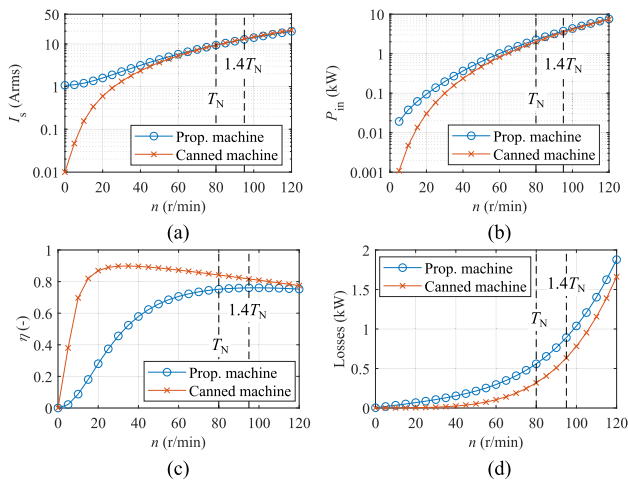 50
10
1
0.1
0.01
I_s (Arms)
1.4T_N
T_N
Prop. machine
Canned machine
0 20 40 60 80 100 120
n (r/min)
(a)
10
1
0.1
0.01
0.001
P_in (kW)
1.4T_N
T_N
Prop. machine
Canned machine
0 20 40 60 80 100 120
n (r/min)
(b)
1
0.8
0.6
0.4
0.2
0
η (-)
1.4T_N
T_N
Prop. machine
Canned machine
0 20 40 60 80 100 120
n (r/min)
(c)
2
1.5
1
0.5
0
Losses (kW)
Prop. machine
Canned machine
1.4T_N
T_N
0 20 40 60 80 100 120
n (r/min)
(d)